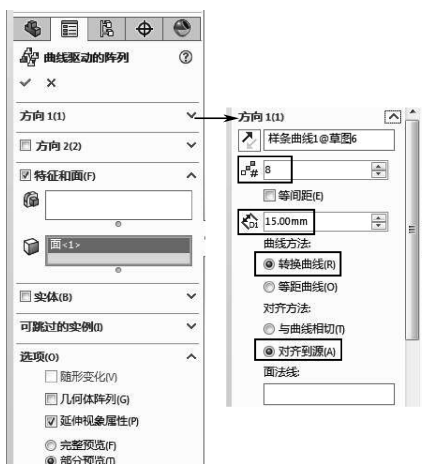 曲线驱动的阵列
方向 1(1)
方向 2(2)
特征和面(F)
面<1>
实体(B)
可跳过的实例(I)
选项(O)
随形变化(V)
几何体阵列(G)
延伸视象属性(P)
完整预览(F)
部分预览(T)
方向 1(1)
样条曲线1@草图6
8
等间距(E)
15.00mm
曲线方法:
转换曲线(R)
等距曲线(O)
对齐方法:
与曲线相切(T)
对齐到源(A)
面法线: